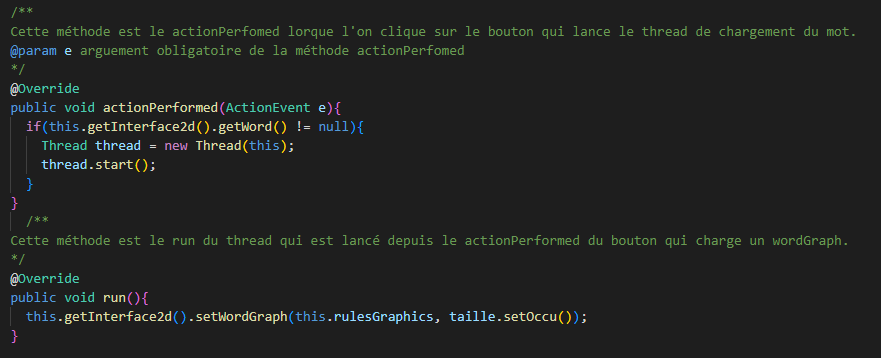 /**
Cette méthode est le actionPerfomed lorque l'on clique sur le bouton qui lance le thread de chargement du mot.
@param e arguement obligatoire de la méthode actionPerfomed
*/
@Override
public void actionPerformed(ActionEvent e){
if(this.getInterface2d().getWord() != null){
Thread thread = new Thread(this);
thread.start();
}
}
/**
Cette méthode est le run du thread qui est lancé depuis le actionPerformed du bouton qui charge un wordGraph.
*/
@Override
public void run(){
this.getInterface2d().setWordGraph(this.rulesGraphics, taille.setOccu());
}